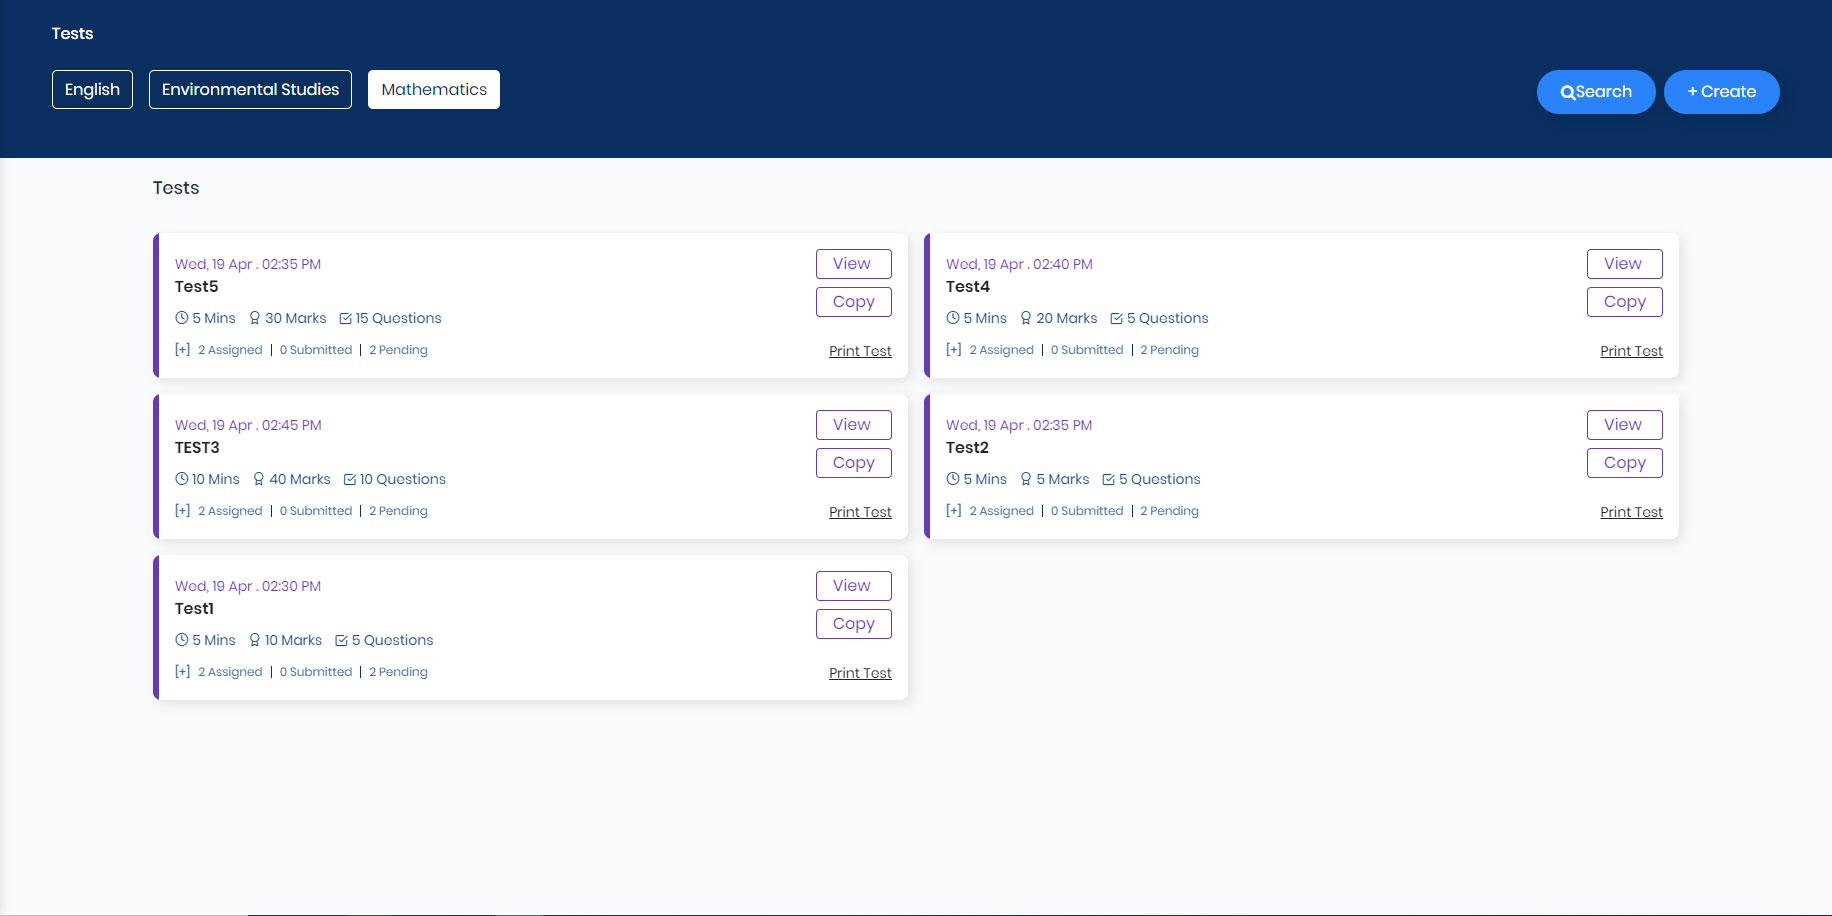 Tests
English
Environmental Studies
Mathematics
Search
+ Create
Tests
Wed, 19 Apr . 02:35 PM
Test5
5 Mins 30 Marks 15 Questions
[+] 2 Assigned | 0 Submitted | 2 Pending
View
Copy
Print Test
Wed, 19 Apr . 02:40 PM
Test4
5 Mins 20 Marks 5 Questions
[+] 2 Assigned | 0 Submitted | 2 Pending
View
Copy
Print Test
Wed, 19 Apr . 02:45 PM
TEST3
10 Mins 40 Marks 10 Questions
[+] 2 Assigned | 0 Submitted | 2 Pending
View
Copy
Print Test
Wed, 19 Apr . 02:35 PM
Test2
5 Mins 5 Marks 5 Questions
[+] 2 Assigned | 0 Submitted | 2 Pending
View
Copy
Print Test
Wed, 19 Apr . 02:30 PM
Test1
5 Mins 10 Marks 5 Questions
[+] 2 Assigned | 0 Submitted | 2 Pending
View
Copy
Print Test